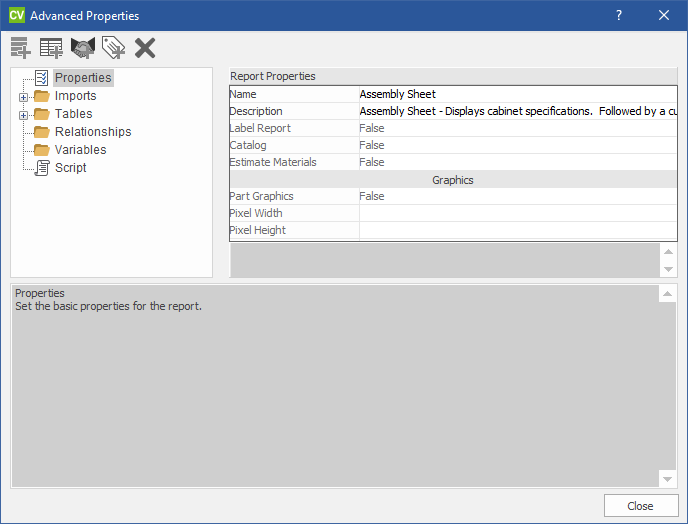 CV Advanced Properties ?
Properties
Imports
Tables
Relationships
Variables
Script
Report Properties
Name Assembly Sheet
Description Assembly Sheet - Displays cabinet specifications. Followed by a cu
Label Report False
Catalog False
Estimate Materials False
Graphics
Part Graphics False
Pixel Width
Pixel Height
Properties
Set the basic properties for the report.
Close